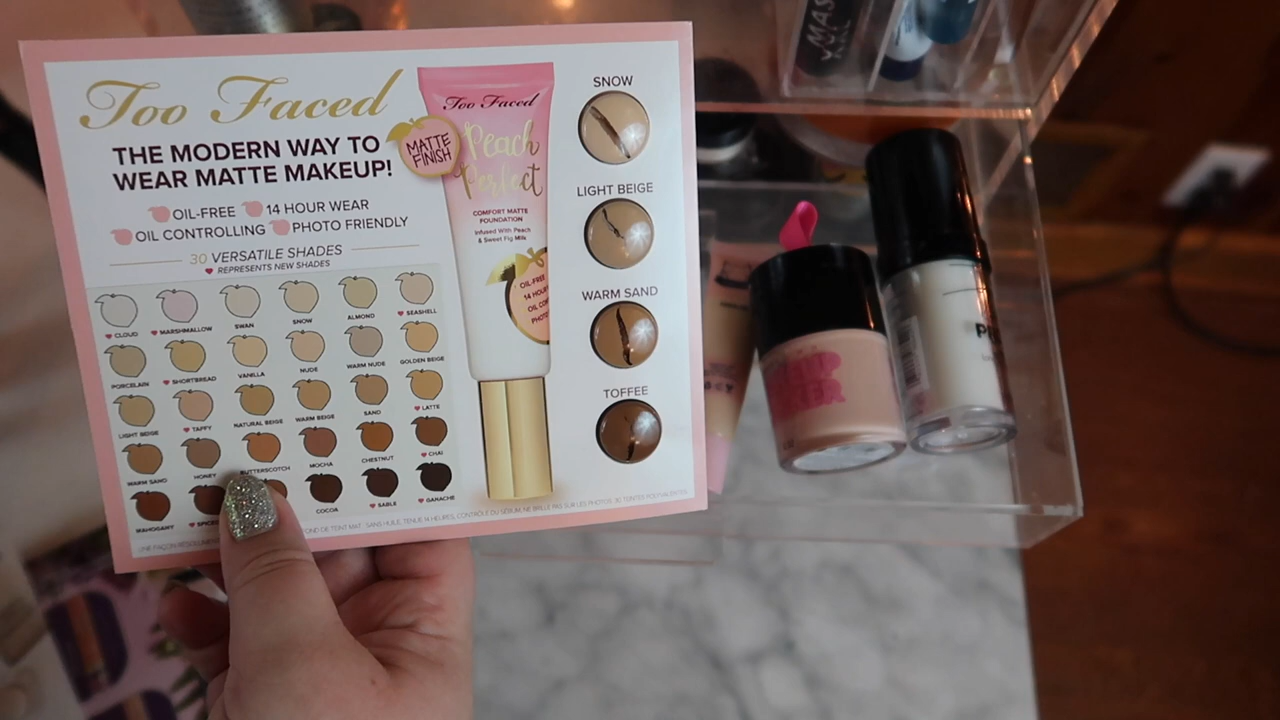 Too Faced
THE MODERN WAY TO
WEAR MATTE MAKEUP!
OIL-FREE 14 HOUR WEAR
OIL CONTROLLING PHOTO FRIENDLY
30 VERSATILE SHADES
REPRESENTS NEW SHADES
CLOUD MARSHMALLOW SWAN SNOW ALMOND SEASHELL
PORCELAIN SHORTBREAD VANILLA NUDE WARM NUDE GOLDEN BEIGE
LIGHT BEIGE TAFFY NATURAL BEIGE WARM BEIGE SAND LATTE
WARM SAND HONEY BUTTERSCOTCH MOCHA CHESTNUT CHAI
MAHOGANY COCOA SABLE GANACHE
MATTE
FINISH
Too Faced
Peach
Perfect
COMFORT MATTE
FOUNDATION
Infused With Peach
& Sweet Fig Milk
OIL-FREE
14 HOUR
SNOW
LIGHT BEIGE
WARM SAND
TOFFEE